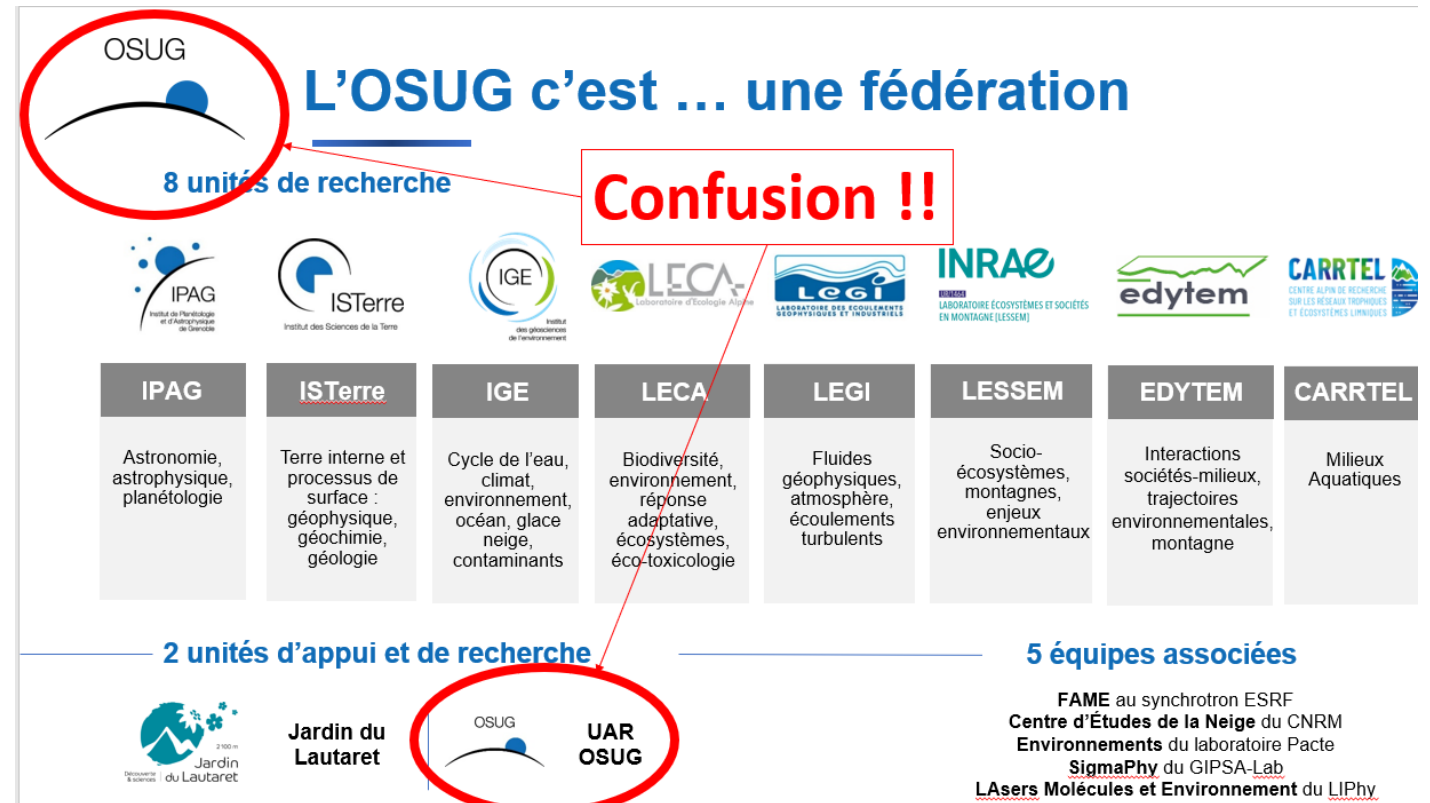 OSUG
L'OSUG c'est … une fédération
8 unités de recherche
Confusion !!
IPAG
Institut de Planétologie
et d'Astrophysique
de Grenoble
ISTerre
Institut des Sciences de la Terre
IGE
Institut
des géosciences
de l'environnement
LECA
Laboratoire d'Ecologie Alpine
LEGI
LABORATOIRE DES ECOULEMENTS
GEOPHYSIQUES ET INDUSTRIELS
INRAE
LABORATOIRE ÉCOSYSTÈMES ET SOCIÉTÉS
EN MONTAGNE [LESSEM]
edytem
CARRTEL
CENTRE ALPIN DE RECHERCHE
SUR LES RÉSEAUX TROPHIQUES
ET ÉCOSYSTÈMES LIMNIQUES
IPAG
Astronomie,
astrophysique,
planétologie
ISTerre
Terre interne et
processus de
surface :
géophysique,
géochimie,
géologie
IGE
Cycle de l'eau,
climat,
environnement,
océan, glace
neige,
contaminants
LECA
Biodiversité,
environnement,
réponse
adaptative,
écosystèmes,
éco-toxicologie
LEGI
Fluides
géophysiques,
atmosphère,
écoulements
turbulents
LESSEM
Socio-
écosystèmes,
montagnes,
enjeux
environnementaux
EDYTEM
Interactions
sociétés-milieux,
trajectoires
environnementales,
montagne
CARRTEL
Milieux
Aquatiques
2 unités d'appui et de recherche
2100 m
Jardin
du Lautaret
Découverte
& sciences
Jardin du
Lautaret
OSUG
UAR
OSUG
5 équipes associées
FAME au synchrotron ESRF
Centre d'Études de la Neige du CNRM
Environnements du laboratoire Pacte
SigmaPhy du GIPSA-Lab
LAsers Molécules et Environnement du LIPhy